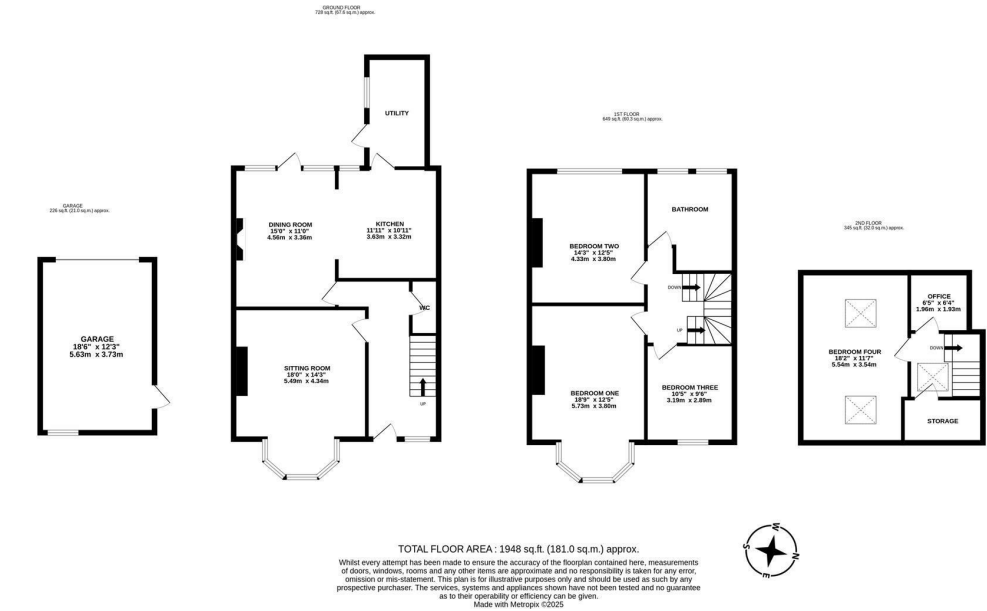 GROUND FLOOR
728 sq.ft. (67.6 sq.m.) approx.
UTILITY
DINING ROOM
15'0" x 11'0"
4.56m x 3.36m
KITCHEN
11'11" x 10'11"
3.63m x 3.32m
WC
SITTING ROOM
18'0" x 14'3"
5.49m x 4.34m
UP
GARAGE
226 sq.ft. (21.0 sq.m.) approx.
GARAGE
18'6" x 12'3"
5.63m x 3.73m
1ST FLOOR
649 sq.ft. (60.3 sq.m.) approx.
BATHROOM
BEDROOM TWO
14'3" x 12'5"
4.33m x 3.80m
DOWN
UP
BEDROOM ONE
18'9" x 12'5"
5.73m x 3.80m
BEDROOM THREE
10'5" x 9'6"
3.19m x 2.89m
2ND FLOOR
345 sq.ft. (32.0 sq.m.) approx.
OFFICE
6'5" x 6'4"
1.96m x 1.93m
BEDROOM FOUR
18'2" x 11'7"
5.54m x 3.54m
DOWN
STORAGE
TOTAL FLOOR AREA : 1948 sq.ft. (181.0 sq.m.) approx.
Whilst every attempt has been made to ensure the accuracy of the floorplan contained here, measurements
of doors, windows, rooms and any other items are approximate and no responsibility is taken for any error,
omission or mis-statement. This plan is for illustrative purposes only and should be used as such by any
prospective purchaser. The services, systems and appliances shown have not been tested and no guarantee
as to their operability or efficiency can be given.
Made with Metropix ©2025
W
N
S
E